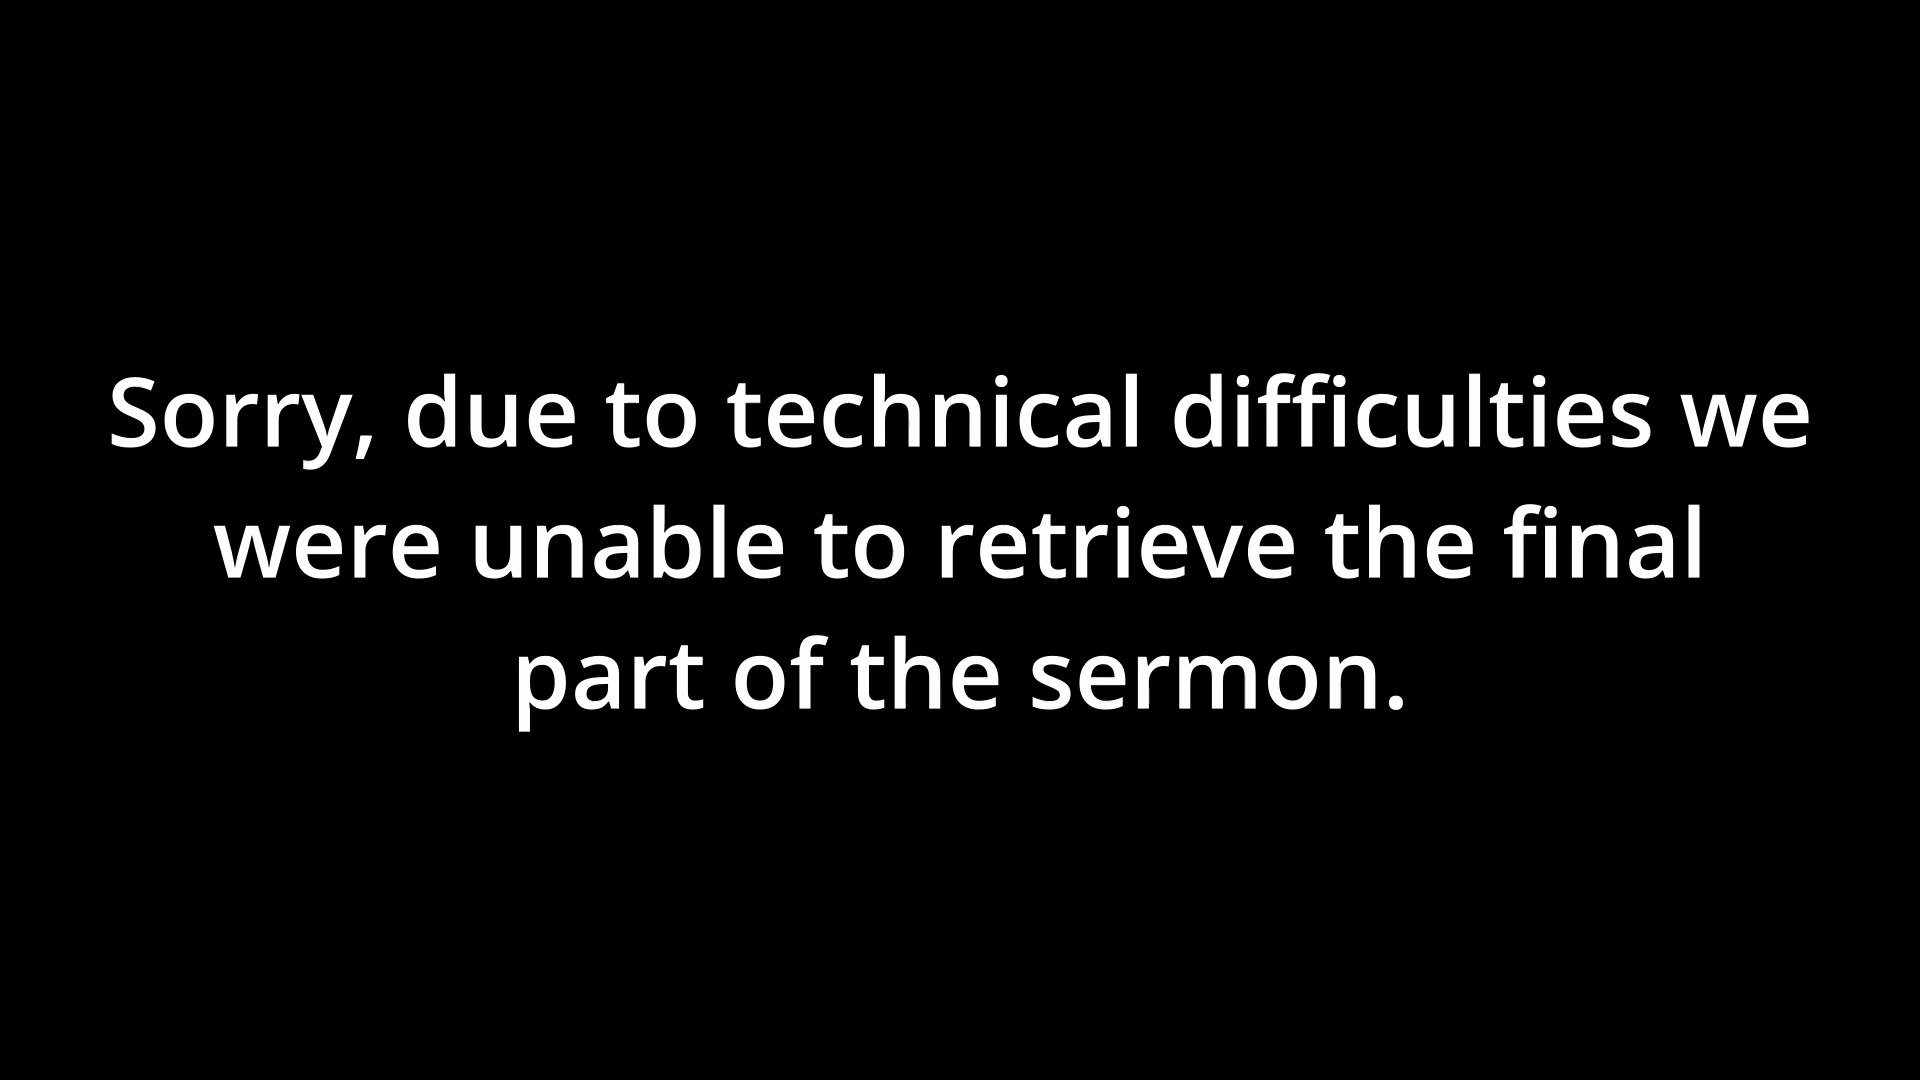 Sorry, due to technical difficulties we
were unable to retrieve the final
part of the sermon.